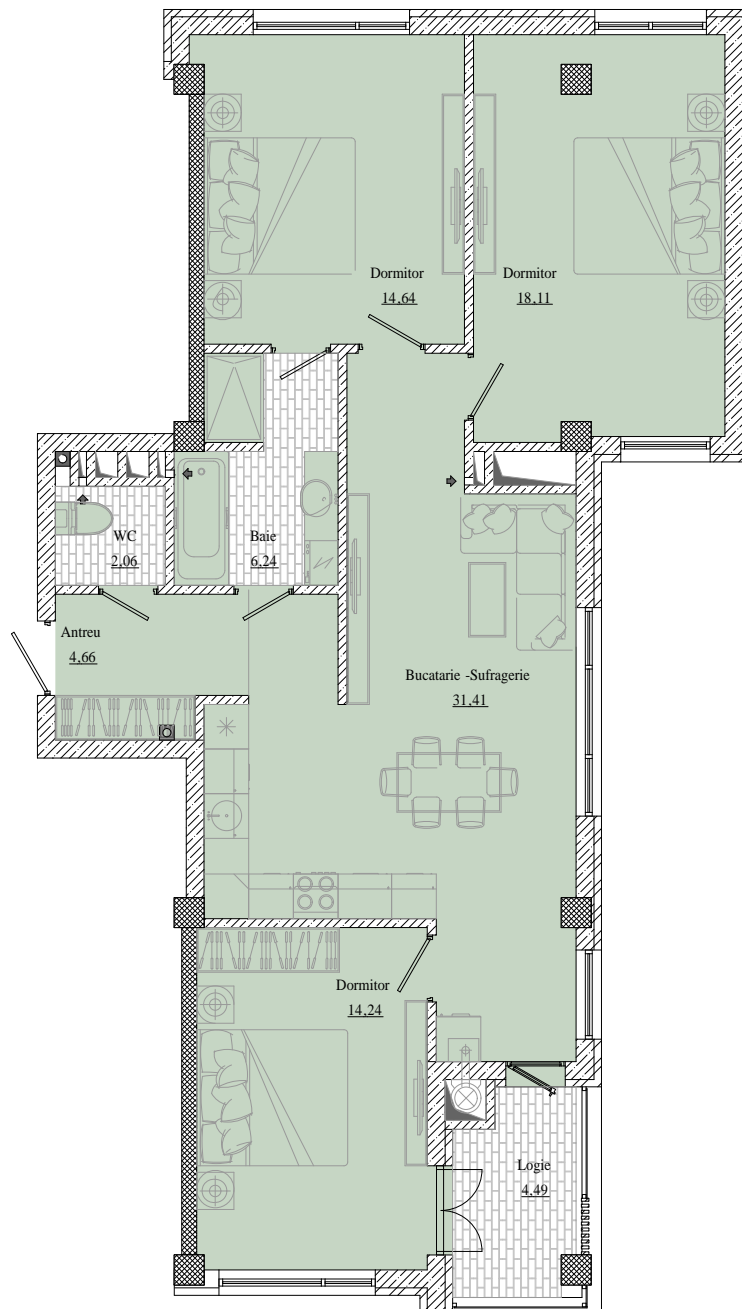 Dormitor
14,64
Dormitor
18,11
WC
2,06
Baie
6,24
Antreu
4,66
Bucatarie -Sufragerie
31,41
Dormitor
14,24
Logie
4,49